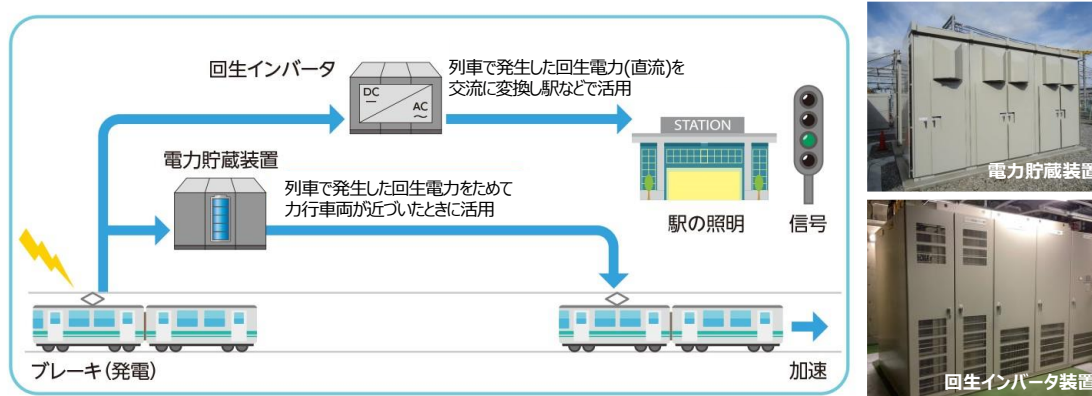 回生インバータ
DC
AC
列車で発生した回生電力(直流)を
交流に変換し駅などで活用
STATION
電力貯蔵装置
列車で発生した回生電力をためて
力行車両が近づいたときに活用
駅の照明
信号
ブレーキ(発電)
加速
電力貯蔵装置
回生インバータ装置